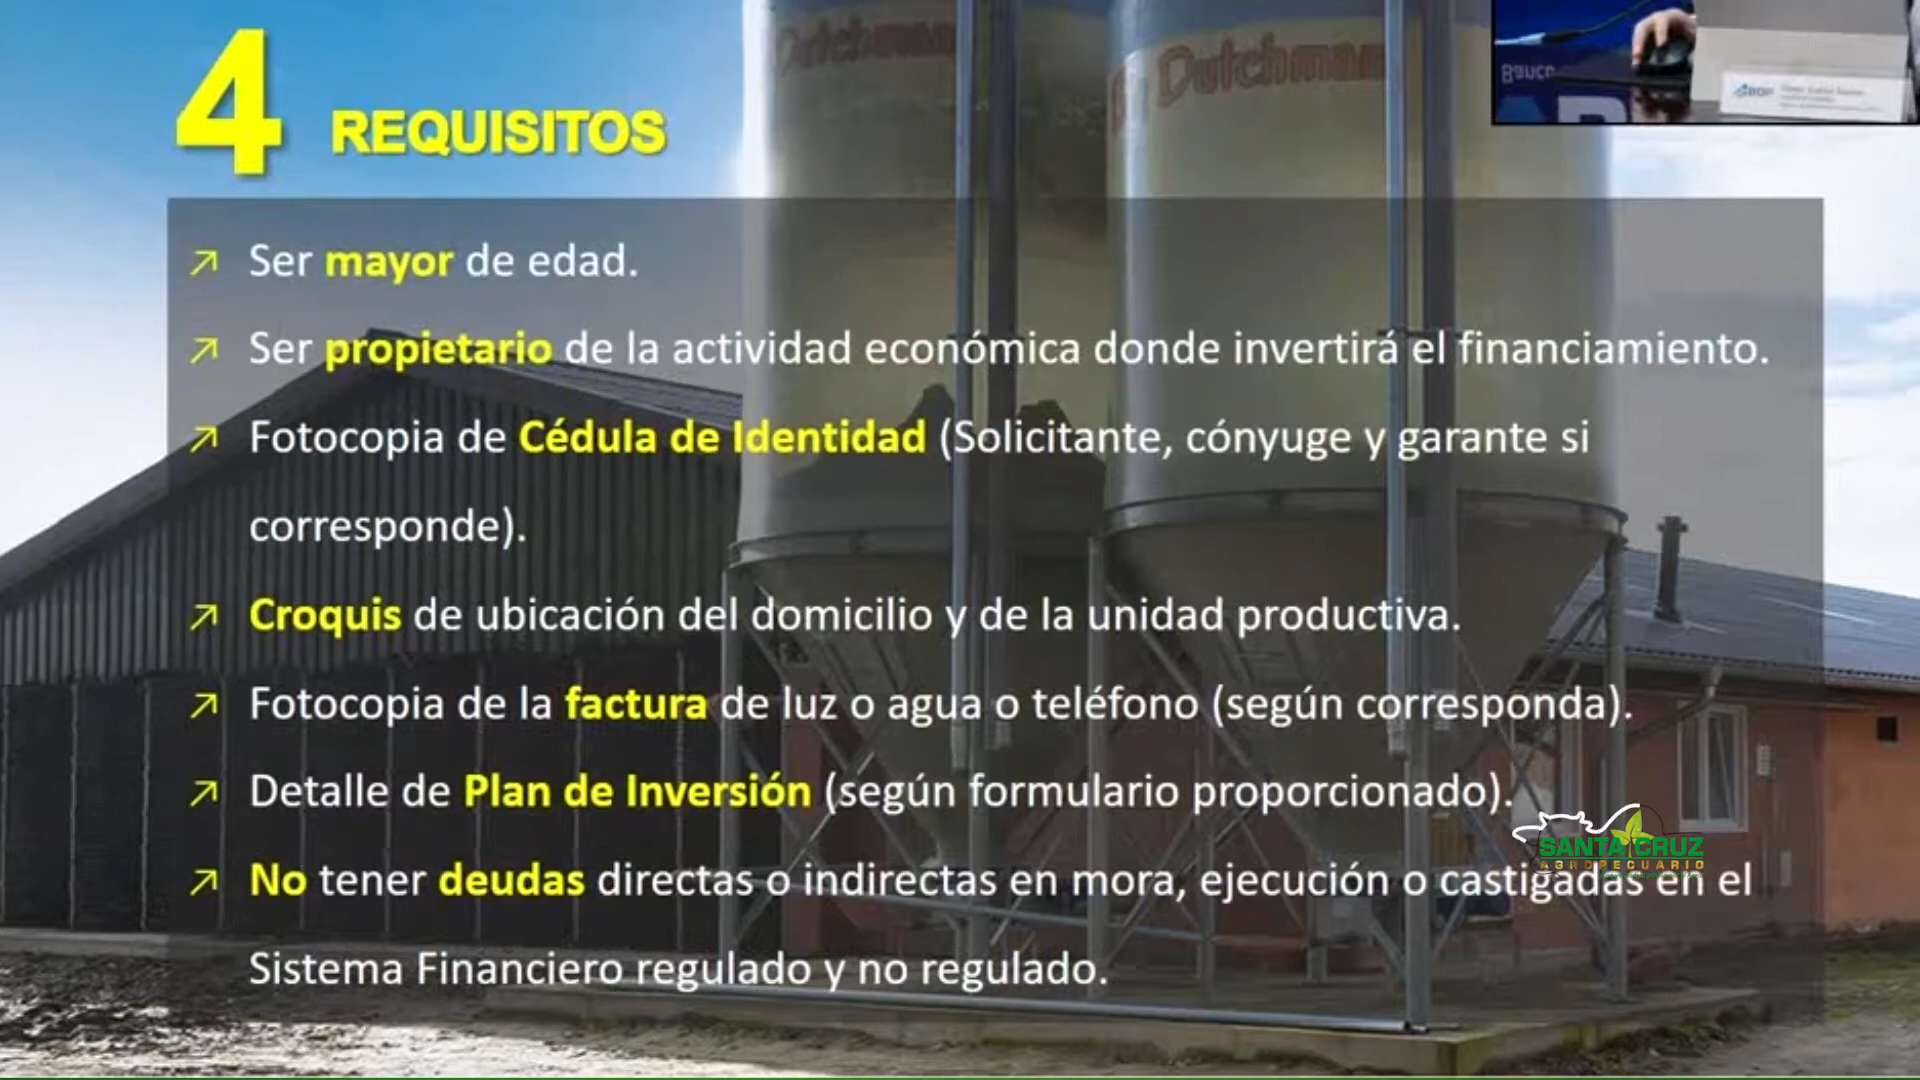 Dutchman
Dutchman
4 REQUISITOS
Ser mayor de edad.
Ser propietario de la actividad económica donde invertirá el financiamiento.
Fotocopia de Cédula de Identidad (Solicitante, cónyuge y garante si
corresponde).
Croquis de ubicación del domicilio y de la unidad productiva.
Fotocopia de la factura de luz o agua o teléfono (según corresponda).
Detalle de Plan de Inversión (según formulario proporcionado).
No tener deudas directas o indirectas en mora, ejecución o castigadas en el
Sistema Financiero regulado y no regulado.
SANTA CRUZ
AGROPECUARIO
BDP